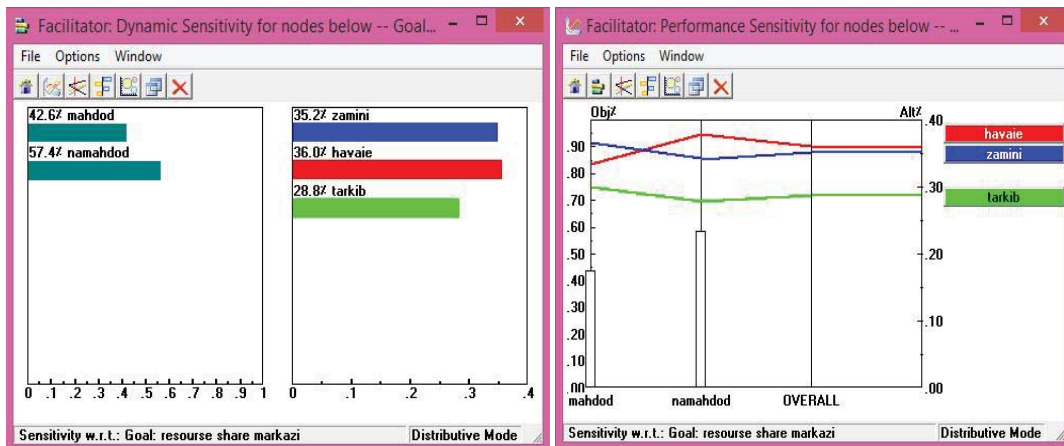 Facilitator: Dynamic Sensitivity for nodes below -- Goal...
File Options Window
42.6% mahdod
57.4% namahdod
35.2% zamini
36.0% havaie
28.8% tarkib
0 .1 .2 .3 .4 .5 .6 .7 .8 .9 1
0 .1 .2 .3 .4
Sensitivity w.r.t.: Goal: resourse share markazi
Distributive Mode
Facilitator: Performance Sensitivity for nodes below -- ...
File Options Window
Obj%
Alt%
.90
.80
.70
.60
.50
.40
.30
.20
.10
.00
.40
.30
.20
.10
.00
havaie
zamini
tarkib
mahdod namahdod OVERALL
Sensitivity w.r.t.: Goal: resourse share markazi
Distributive Mode